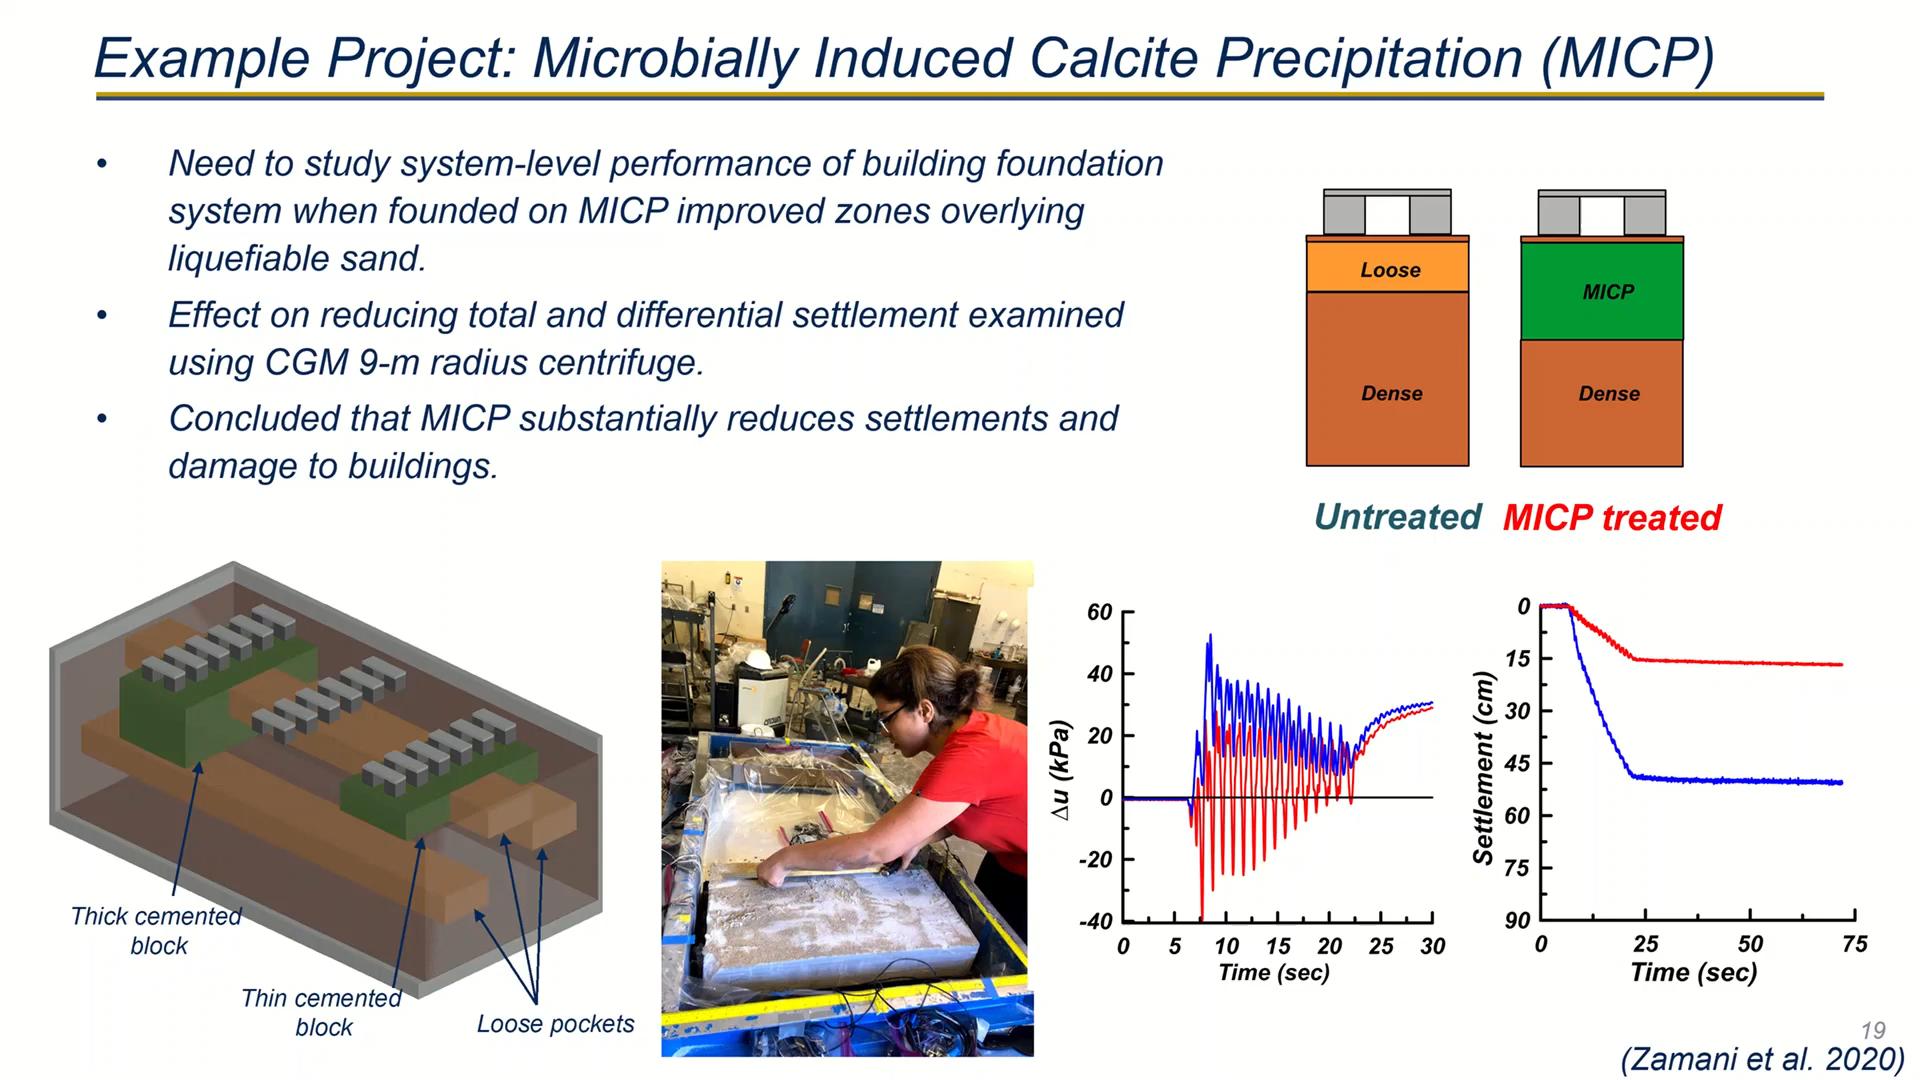 Example Project: Microbially Induced Calcite Precipitation (MICP)
• Need to study system-level performance of building foundation
system when founded on MICP improved zones overlying
liquefiable sand.
• Effect on reducing total and differential settlement examined
using CGM 9-m radius centrifuge.
• Concluded that MICP substantially reduces settlements and
damage to buildings.
Loose
Dense
MICP
Dense
Untreated
MICP treated
Thick cemented
block
Thin cemented
block
Loose pockets
60
40
20
0
-20
-40
Δu (kPa)
0 5 10 15 20 25 30
Time (sec)
0
15
30
45
60
75
90
Settlement (cm)
0 25 50 75
Time (sec)
19
(Zamani et al. 2020)